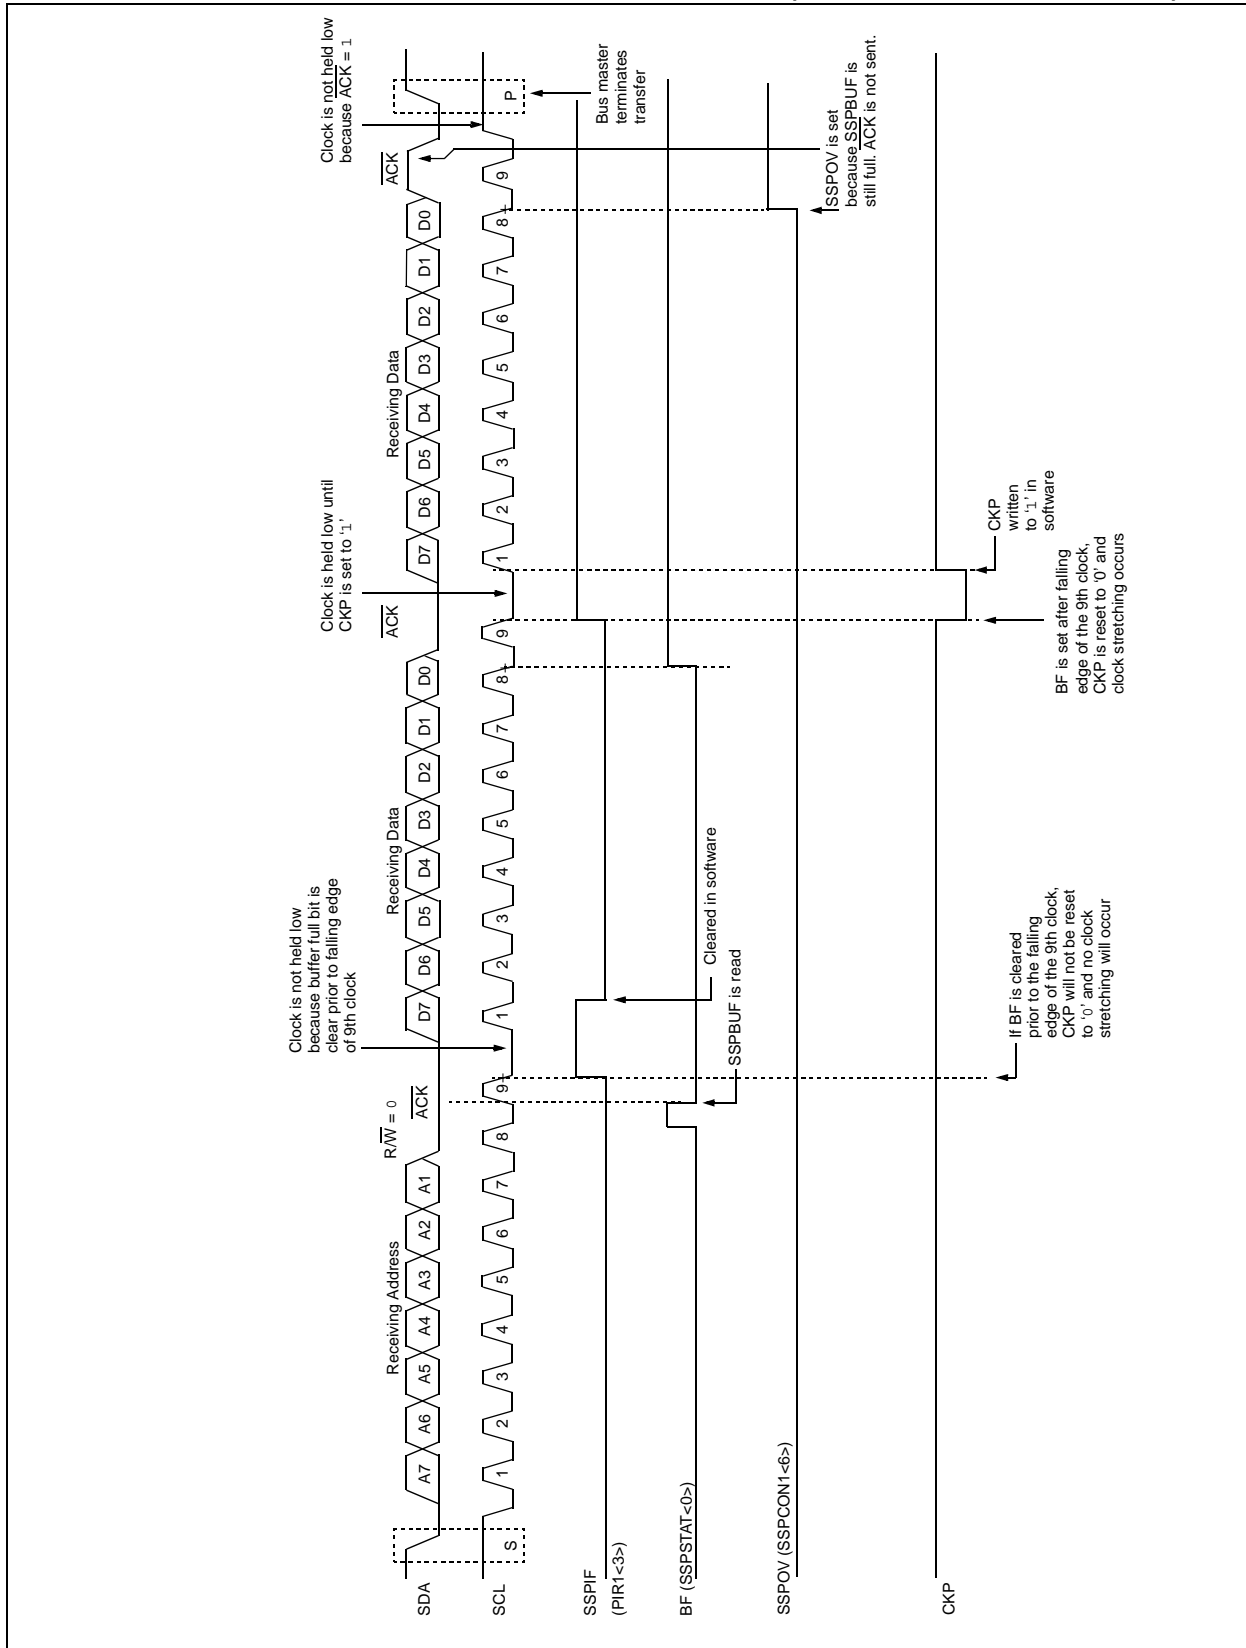 Clock is not held low
because ACK = 1
Clock is held low until
CKP is set to ‘1’
Clock is not held low
because buffer full bit is
clear prior to falling edge
of 9th clock
SDA
Receiving Address
A7 A6 A5 A4 A3 A2 A1
R/W = 0
ACK
Receiving Data
D7 D6 D5 D4 D3 D2 D1 D0
ACK
Receiving Data
D7 D6 D5 D4 D3 D2 D1 D0
ACK
SCL
S
1 2 3 4 5 6 7 8 9
1 2 3 4 5 6 7 8 9
1 2 3 4 5 6 7 8 9
P
SSPIF
(PIR1<3>)
Cleared in software
Bus master
terminates
transfer
BF (SSPSTAT<0>)
SSPBUF is read
SSPOV (SSPCON1<6>)
SSPOV is set
because SSPBUF is
still full. ACK is not sent.
CKP
CKP
written
to ‘1’ in
software
If BF is cleared
prior to the falling
edge of the 9th clock,
CKP will not be reset
to ‘0’ and no clock
stretching will occur
BF is set after falling
edge of the 9th clock,
CKP is reset to ‘0’ and
clock stretching occurs